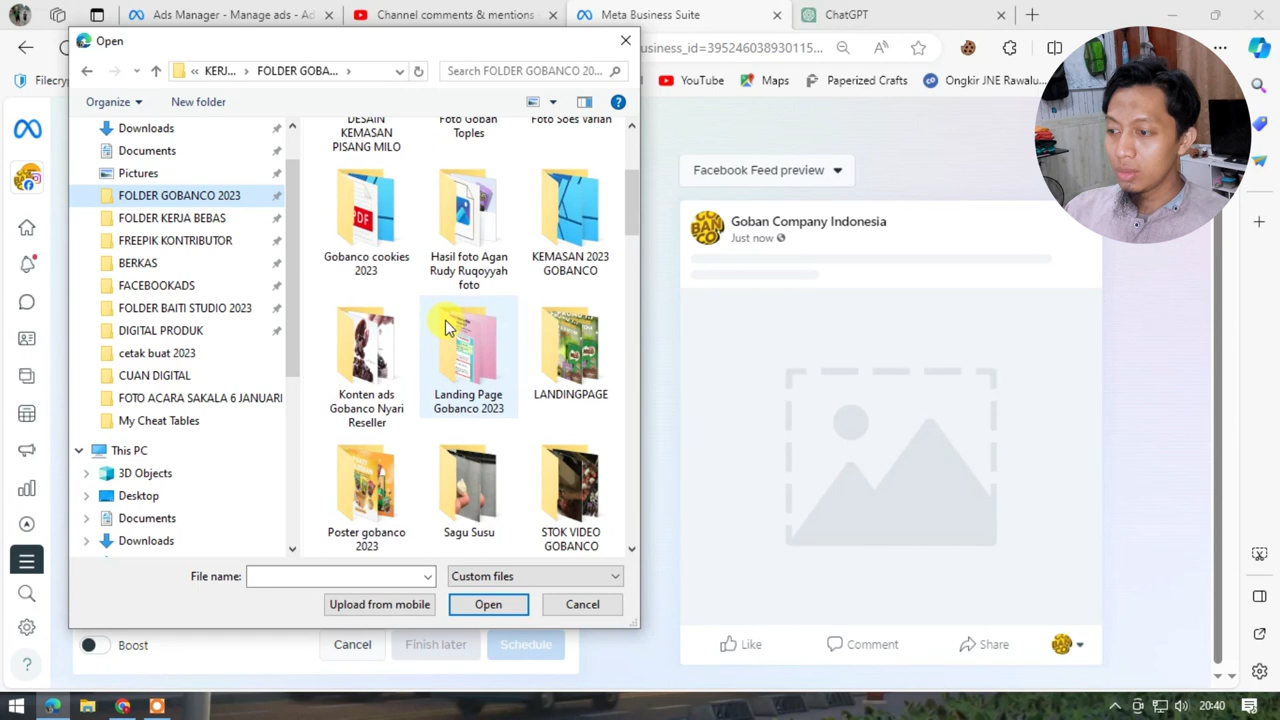 Ads Manager - Manage ads - Ad
Channel comments & mentions
Meta Business Suite
ChatGPT
Open
usiness_id=395246038930115...
KERJ...
FOLDER GOBA...
Search FOLDER GOBANCO 20...
Filecry
YouTube
Maps
Paperized Crafts
Ongkir JNE Rawalu...
Organize
New folder
Downloads
Documents
Pictures
FOLDER GOBANCO 2023
FOLDER KERJA BEBAS
FREEPIK KONTRIBUTOR
BERKAS
FACEBOOKADS
FOLDER BAITI STUDIO 2023
DIGITAL PRODUK
cetak buat 2023
CUAN DIGITAL
FOTO ACARA SAKALA 6 JANUARI
My Cheat Tables
This PC
3D Objects
Desktop
Documents
Downloads
DESAIN
KEMASAN
PISANG MILO
Foto Goban
Toples
Foto Soes Varian
PDF
Gobanco cookies
2023
Hasil foto Agan
Rudy Ruqoyyah
foto
KEMASAN 2023
GOBANCO
Konten ads
Gobanco Nyari
Reseller
Landing Page
Gobanco 2023
LANDINGPAGE
Poster gobanco
2023
Sagu Susu
STOK VIDEO
GOBANCO
File name:
Custom files
Upload from mobile
Open
Cancel
Facebook Feed preview
GO
BAN
CO
Goban Company Indonesia
Just now
Like
Comment
Share
Boost
Cancel
Finish later
Schedule
20:40